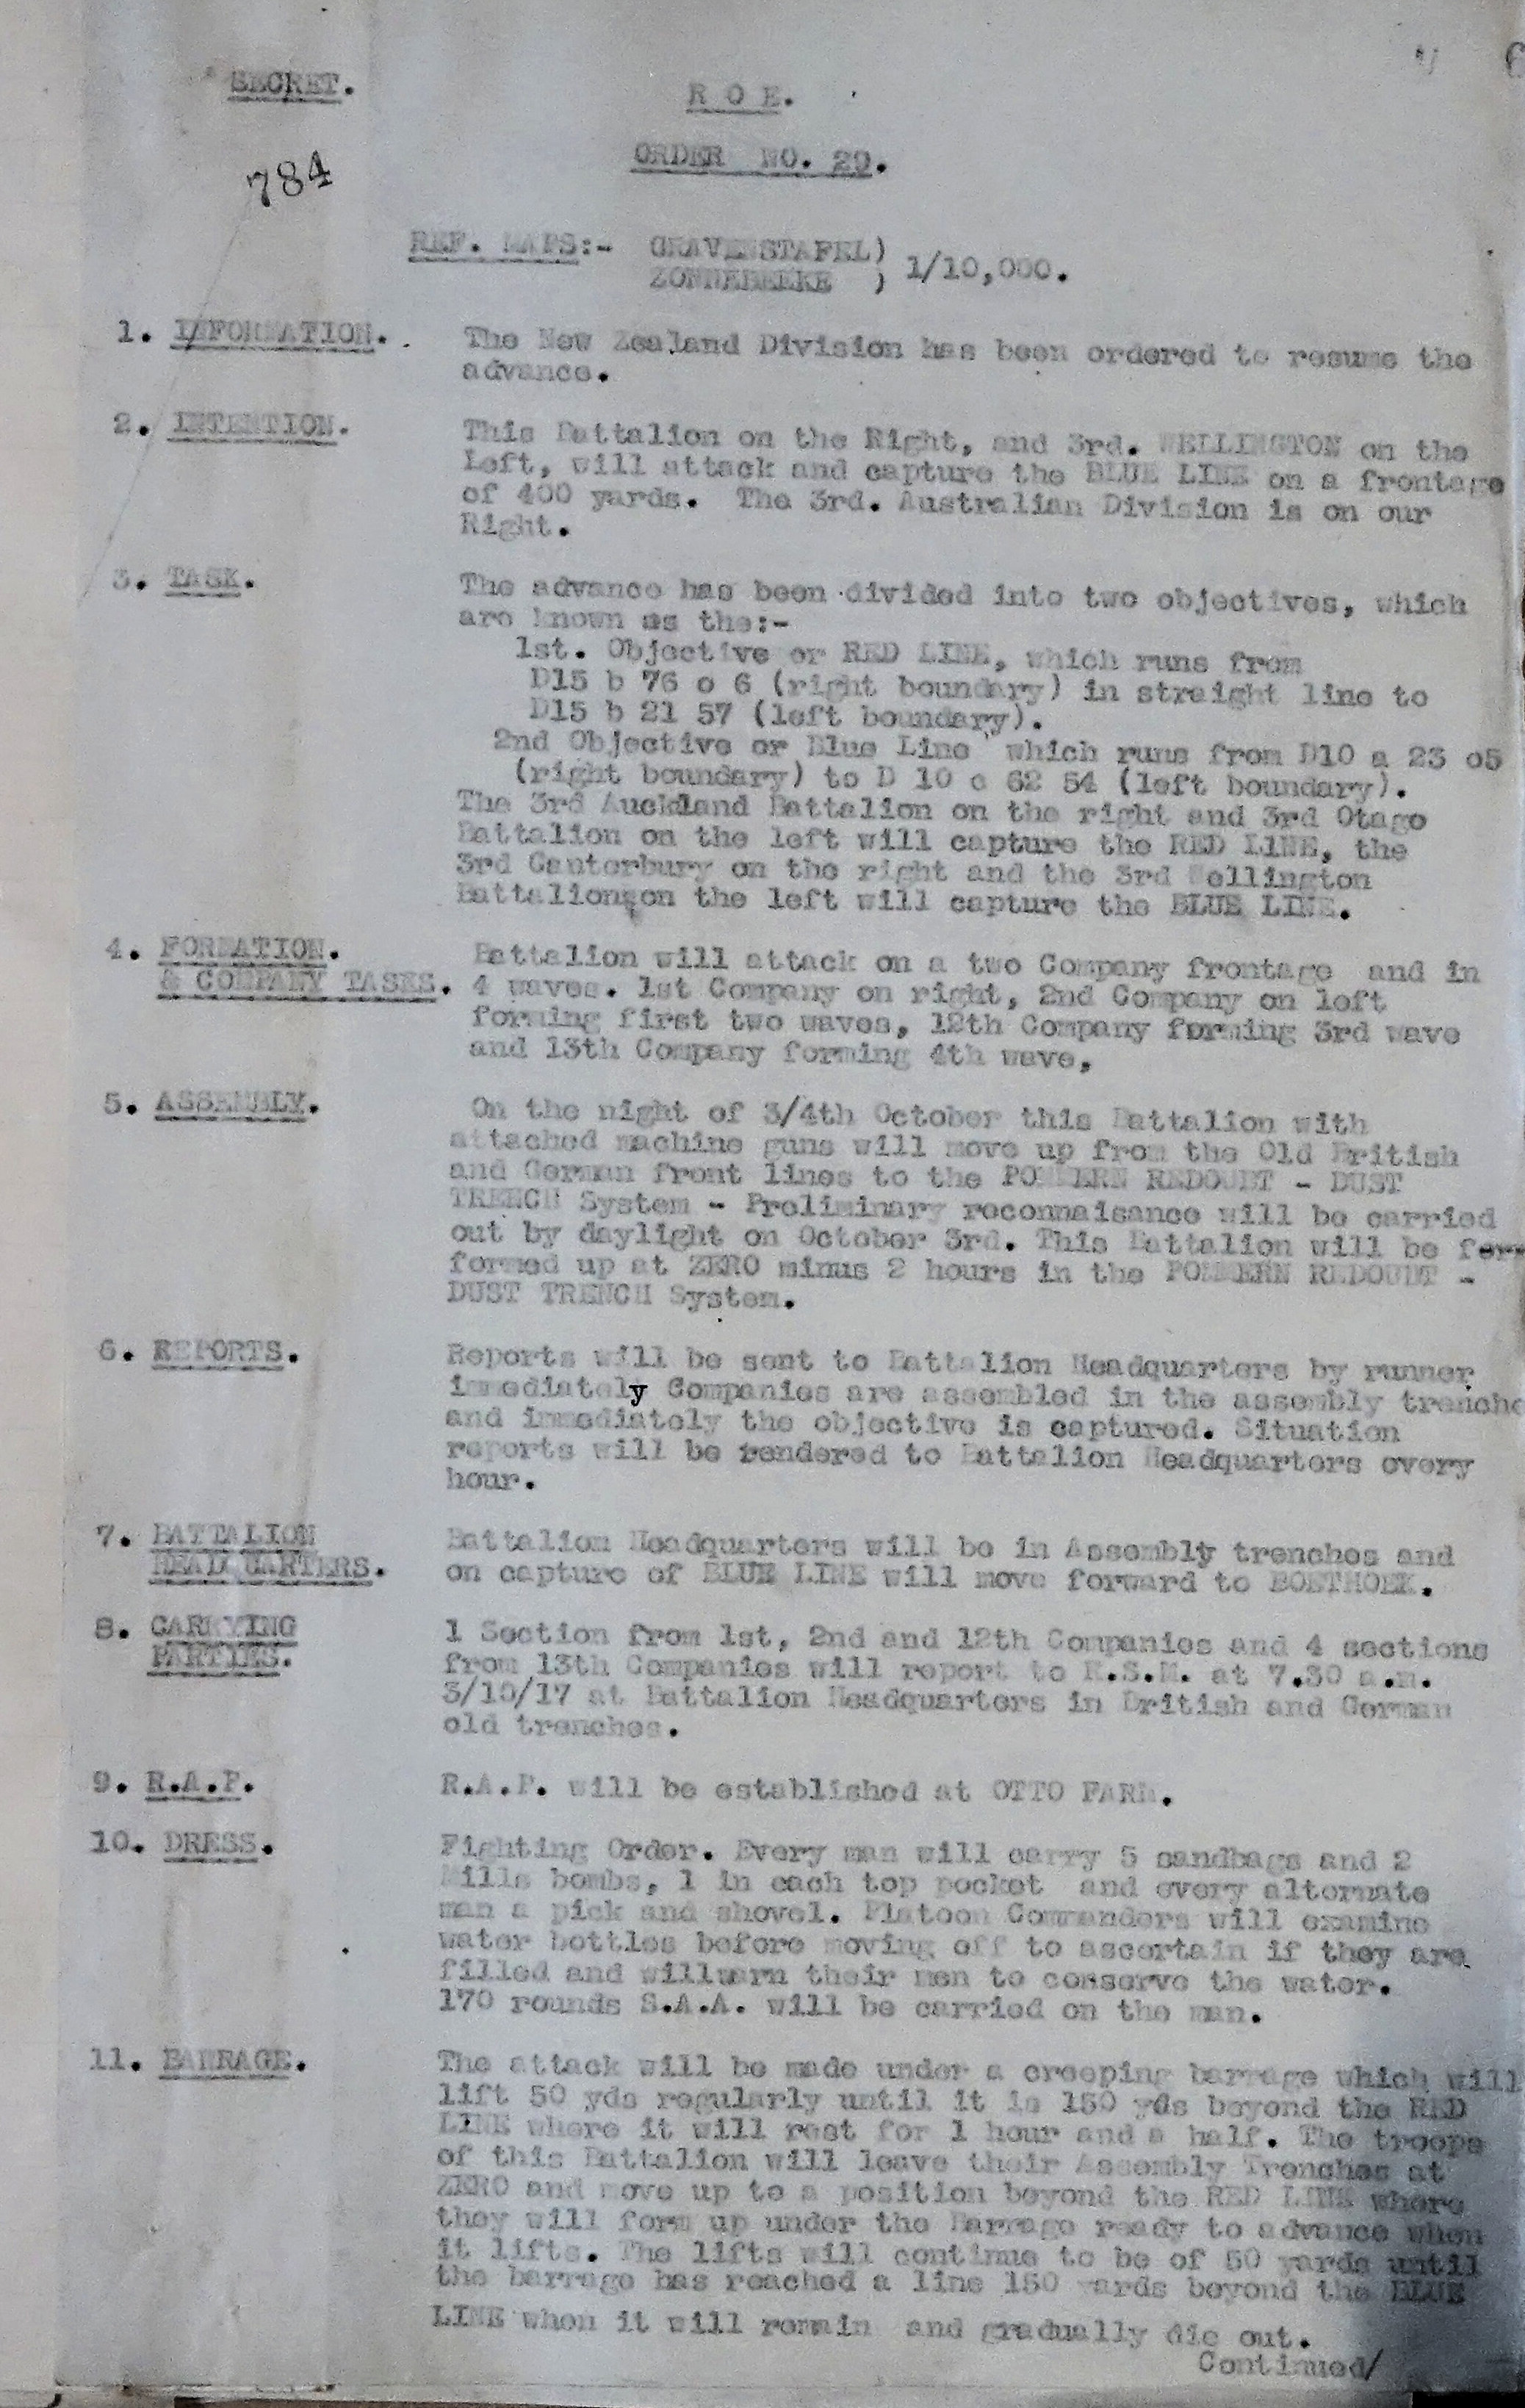 6
SECRET.
R O E.
784
ORDER NO. 29.
REF. MAPS:- GRAVENSTAFEL)
ZONNEBEEKE ) 1/10,000.
1. INFORMATION. The New Zealand Division has been ordered to resume the
advance.
2. INTENTION. This Battalion on the Right, and 3rd. WELLINGTON on the
Left, will attack and capture the BLUE LINE on a frontage
of 400 yards. The 3rd. Australian Division is on our
Right.
3. TASK. The advance has been divided into two objectives, which
are known as the:-
1st. Objective or RED LINE, which runs from
D15 b 76 o 6 (right boundary) in straight line to
D15 b 21 57 (left boundary).
2nd Objective or Blue Line which runs from D10 a 23 o5
(right boundary) to D 10 c 62 54 (left boundary).
The 3rd Auckland Battalion on the right and 3rd Otago
Battalion on the left will capture the RED LINE, the
3rd Canterbury on the right and the 3rd Wellington
Battalions on the left will capture the BLUE LINE.
4. FORMATION. Battalion will attack on a two Company frontage and in
& COMPANY TASKS. 4 waves. 1st Company on right, 2nd Company on left
forming first two waves, 12th Company forming 3rd wave
and 13th Company forming 4th wave,
5. ASSEMBLY. On the night of 3/4th October this Battalion with
attached machine guns will move up from the Old British
and German front lines to the POMMERN REDOUBT - DUST
TRENCH System - Preliminary reconnaisance will be carried
out by daylight on October 3rd. This Battalion will be
formed up at ZERO minus 2 hours in the POMMERN REDOUBT -
DUST TRENCH System.
6. REPORTS. Reports will be sent to Battalion Headquarters by runner
immediately Companies are assembled in the assembly trenche
and immediately the objective is captured. Situation
reports will be rendered to Battalion Headquarters every
hour.
7. BATTALION Battalion Headquarters will be in Assembly trenches and
HEADQUARTERS. on capture of BLUE LINE will move forward to BOETHOEK.
8. CARRYING 1 Section from 1st, 2nd and 12th Companies and 4 sections
PARTIES. from 13th Companies will report to R.S.M. at 7.30 a.m.
3/10/17 at Battalion Headquarters in British and German
old trenches.
9. R.A.P. R.A.P. will be established at OTTO FARM.
10. DRESS. Fighting Order. Every man will carry 5 sandbags and 2
Mills bombs, 1 in each top pocket and every alternate
man a pick and shovel. Platoon Commanders will examine
water bottles before moving off to ascertain if they are
filled and willwarn their men to conserve the water.
170 rounds S.A.A. will be carried on the man.
11. BARRAGE. The attack will be made under a creeping barrage which will
lift 50 yds regularly until it is 150 yds beyond the RED
LINE where it will rest for 1 hour and a half. The troops
of this Battalion will leave their Assembly Trenches at
ZERO and move up to a position beyond the RED LINE where
they will form up under the Barrage ready to advance when
it lifts. The lifts will continue to be of 50 yards until
the barrage has reached a line 150 yards beyond the BLUE
LINE when it will remain and gradually die out.
Continued/